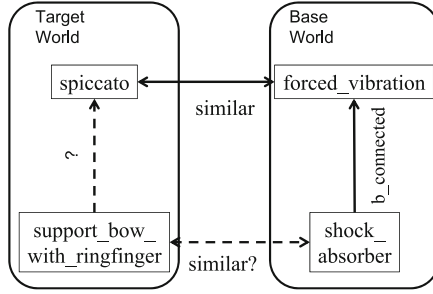 Target
World
Base
World
spiccato
forced_vibration
similar
?
b_connected
support_bow_
with_ringfinger
shock_
absorber
similar?